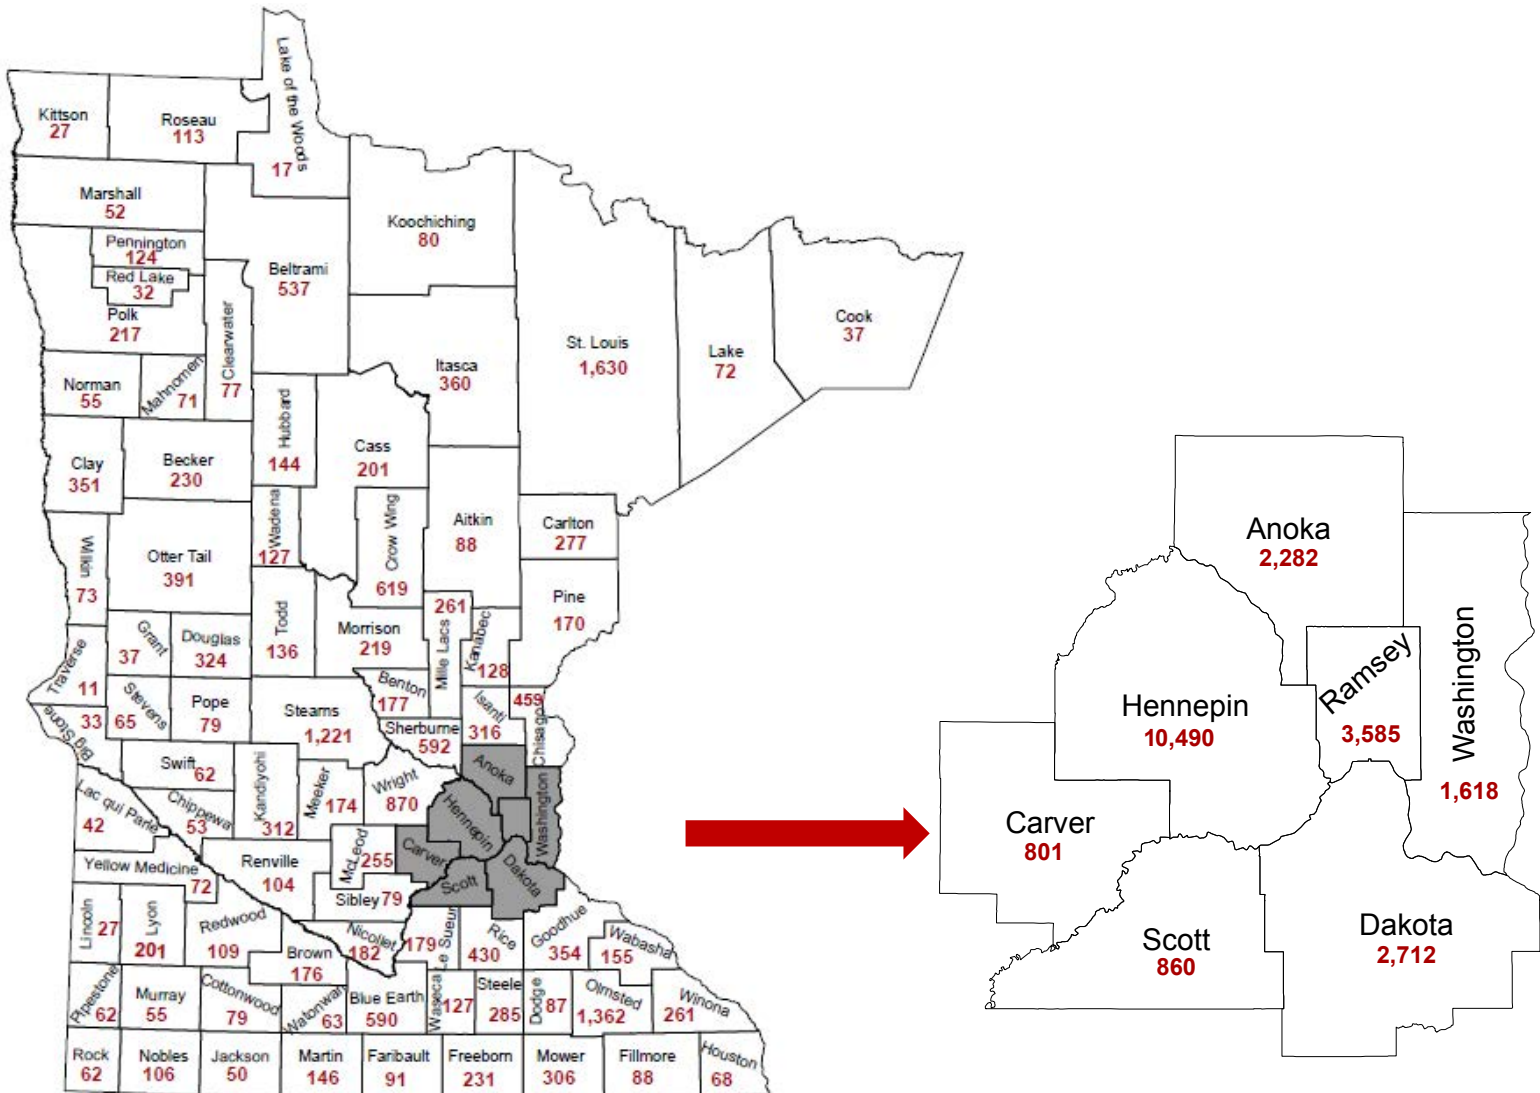 Lake of the Woods
17
Kittson
27
Roseau
113
Marshall
52
Koochiching
80
Pennington
124
Red Lake
32
Polk
217
Beltrami
537
Clearwater
77
Cook
37
St. Louis
1,630
Lake
72
Itasca
360
Norman
55
Mahnomen
71
Hubbard
144
Cass
201
Clay
351
Becker
230
Wadena
127
Crow Wing
619
Aitkin
88
Carlton
277
Wilkin
73
Otter Tail
391
Todd
136
Morrison
219
261
Mille Lacs
Kanabec
128
Pine
170
Grant
37
Douglas
324
Traverse
11
Stevens
65
Pope
79
Stearns
1,221
Benton
177
Isanti
316
459
Chisago
33
Big Stone
Sherburne
592
Swift
62
Kandiyohi
312
Meeker
174
Wright
870
Anoka
Hennepin
Washington
Lac qui Parle
42
Chippewa
53
McLeod
255
Carver
Scott
Dakota
Yellow Medicine
72
Renville
104
Sibley
79
Lincoln
27
Lyon
201
Redwood
109
Brown
176
Nicollet
182
179
Le Sueur
Rice
430
Goodhue
354
Wabasha
155
Pipestone
62
Murray
55
Cottonwood
79
Watonwan
63
Blue Earth
590
Waseca
127
Steele
285
Dodge
87
Olmsted
1,362
Winona
261
Rock
62
Nobles
106
Jackson
50
Martin
146
Faribault
91
Freeborn
231
Mower
306
Fillmore
88
Houston
68
Anoka
2,282
Hennepin
10,490
Ramsey
3,585
Washington
1,618
Carver
801
Scott
860
Dakota
2,712